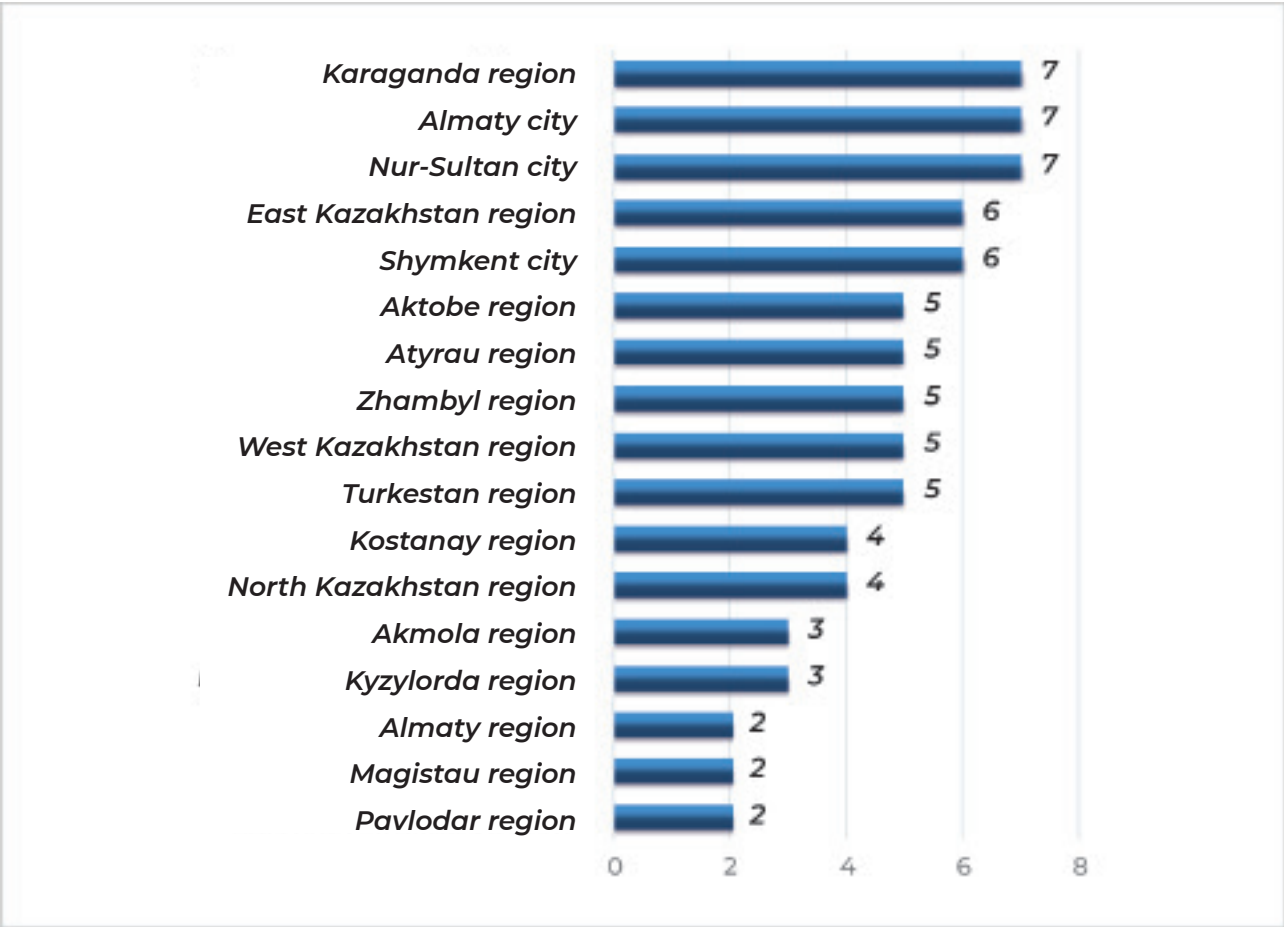 Karaganda region 7
Almaty city 7
Nur-Sultan city 7
East Kazakhstan region 6
Shymkent city 6
Aktobe region 5
Atyrau region 5
Zhambyl region 5
West Kazakhstan region 5
Turkestan region 5
Kostanay region 4
North Kazakhstan region 4
Akmola region 3
Kyzylorda region 3
Almaty region 2
Magistau region 2
Pavlodar region 2
0 2 4 6 8